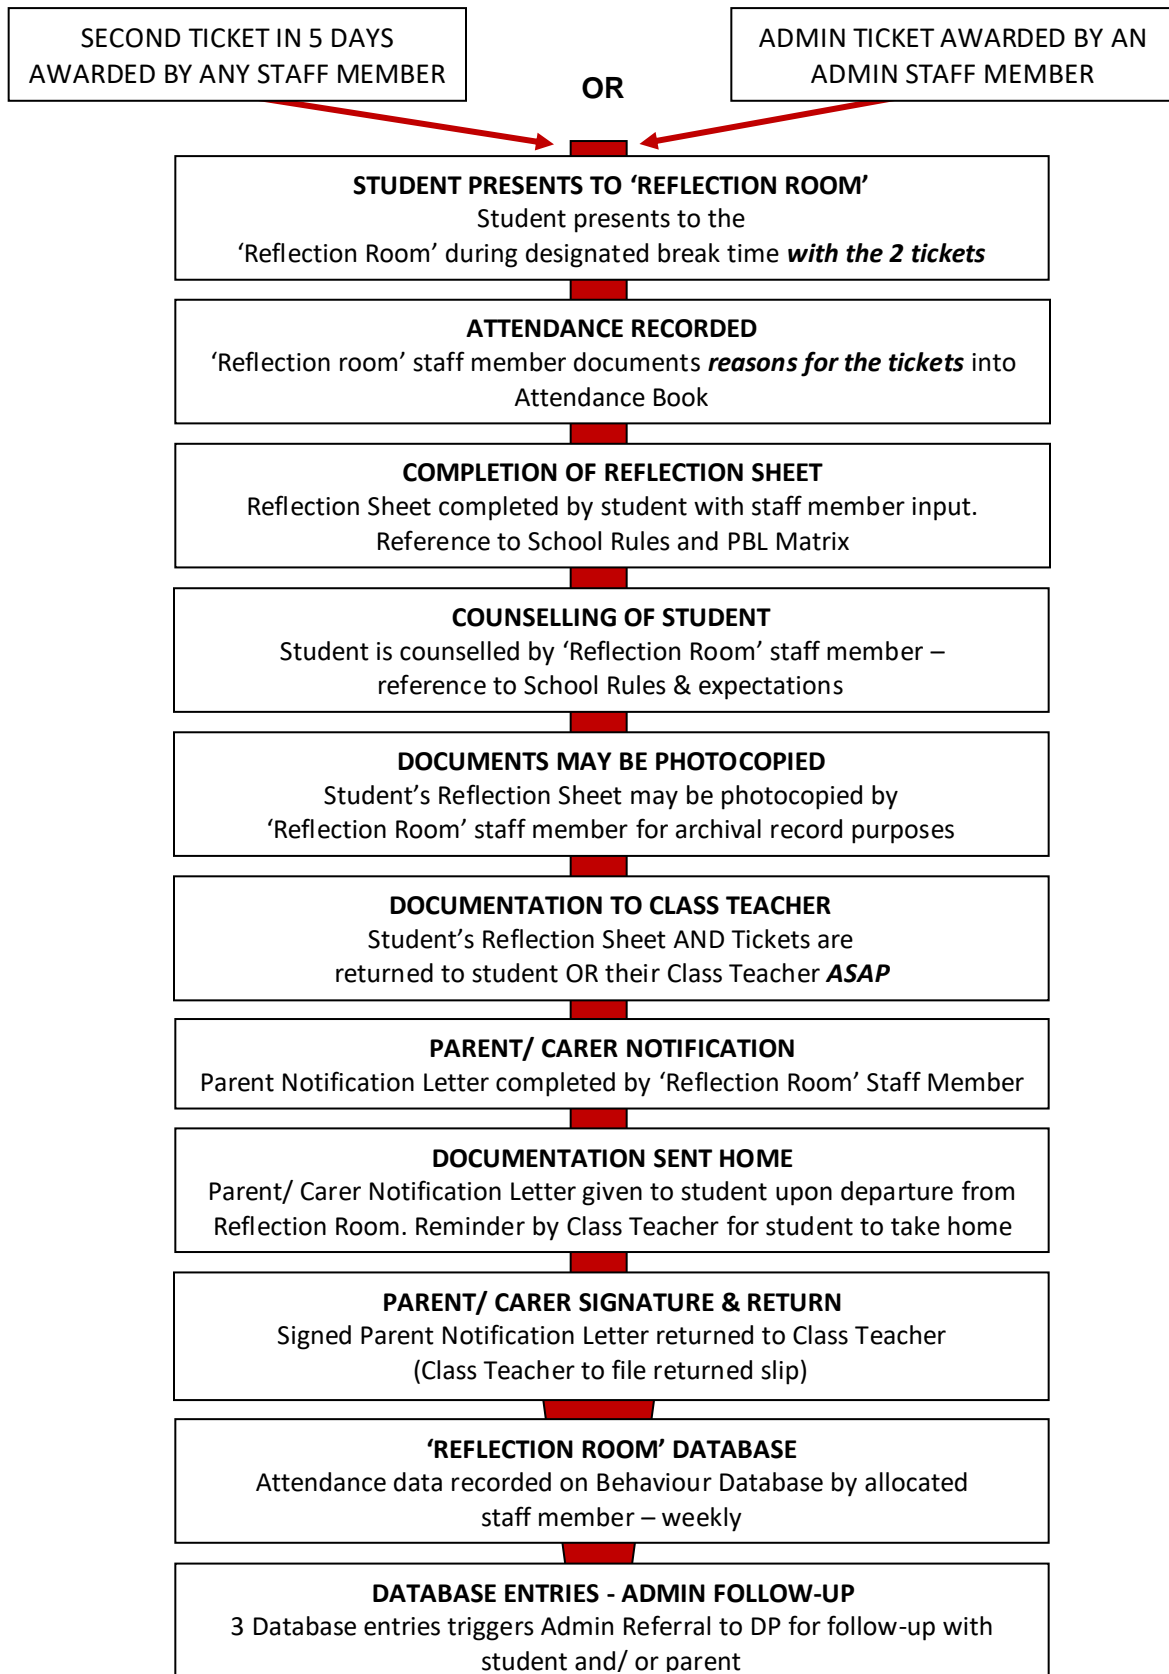 SECOND TICKET IN 5 DAYS
AWARDED BY ANY STAFF MEMBER
OR
ADMIN TICKET AWARDED BY AN
ADMIN STAFF MEMBER
STUDENT PRESENTS TO ‘REFLECTION ROOM’
Student presents to the
‘Reflection Room’ during designated break time with the 2 tickets
ATTENDANCE RECORDED
‘Reflection room’ staff member documents reasons for the tickets into
Attendance Book
COMPLETION OF REFLECTION SHEET
Reflection Sheet completed by student with staff member input.
Reference to School Rules and PBL Matrix
COUNSELLING OF STUDENT
Student is counselled by ‘Reflection Room’ staff member –
reference to School Rules & expectations
DOCUMENTS MAY BE PHOTOCOPIED
Student’s Reflection Sheet may be photocopied by
‘Reflection Room’ staff member for archival record purposes
DOCUMENTATION TO CLASS TEACHER
Student’s Reflection Sheet AND Tickets are
returned to student OR their Class Teacher ASAP
PARENT/ CARER NOTIFICATION
Parent Notification Letter completed by ‘Reflection Room’ Staff Member
DOCUMENTATION SENT HOME
Parent/ Carer Notification Letter given to student upon departure from
Reflection Room. Reminder by Class Teacher for student to take home
PARENT/ CARER SIGNATURE & RETURN
Signed Parent Notification Letter returned to Class Teacher
(Class Teacher to file returned slip)
‘REFLECTION ROOM’ DATABASE
Attendance data recorded on Behaviour Database by allocated
staff member – weekly
DATABASE ENTRIES - ADMIN FOLLOW-UP
3 Database entries triggers Admin Referral to DP for follow-up with
student and/ or parent